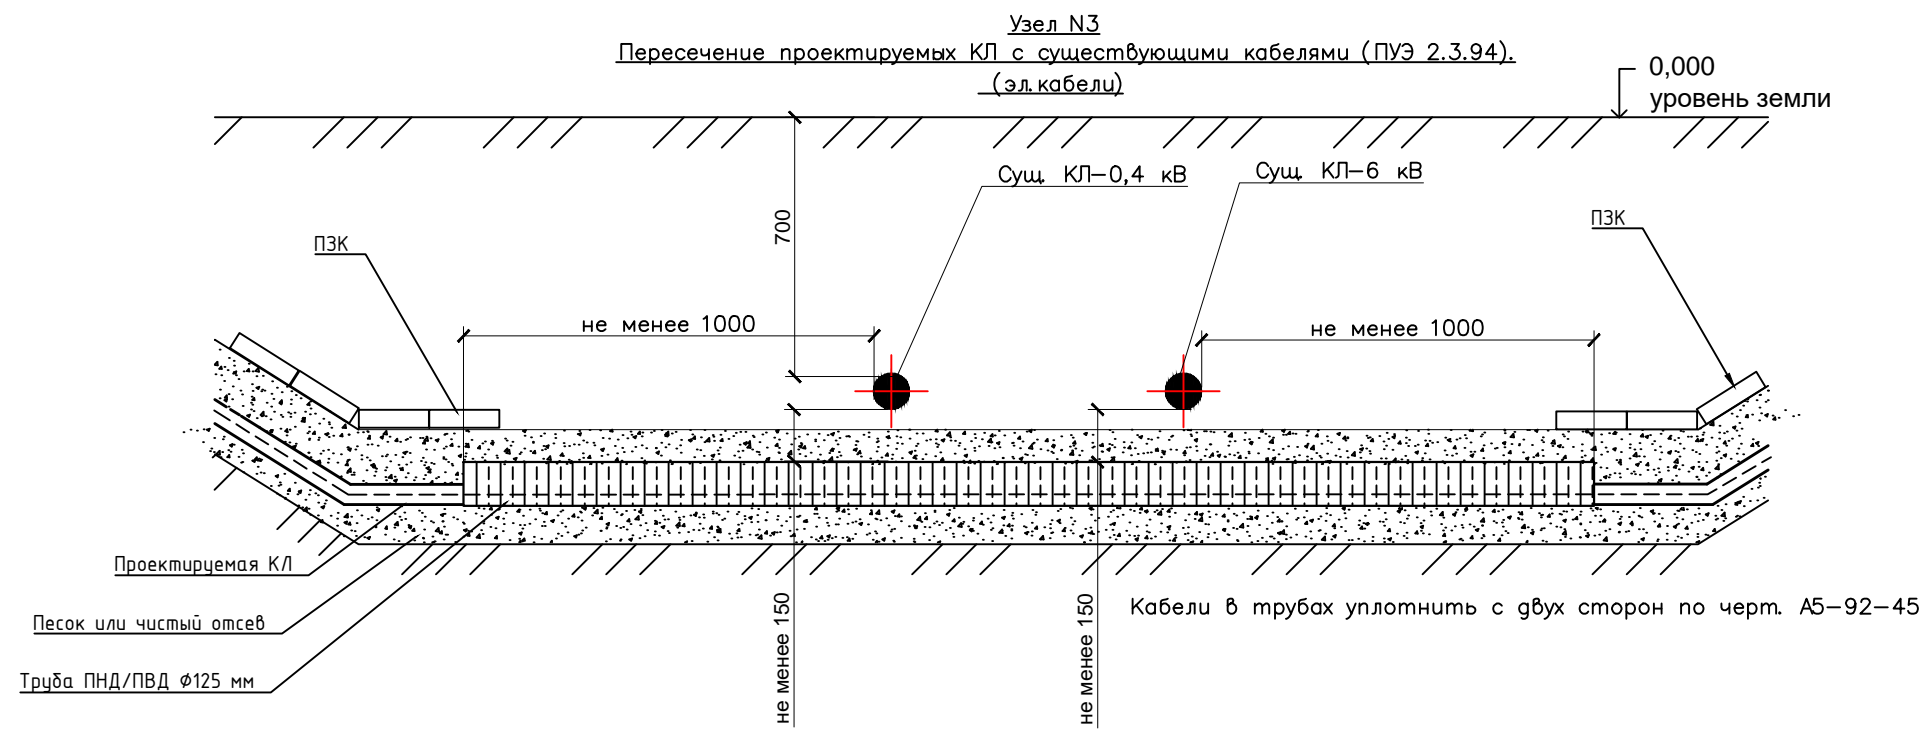 Узел N3
Пересечение проектируемых КЛ с существующими кабелями (ПУЭ 2.3.94).
(эл.кабели)
0,000
уровень земли
Сущ. КЛ-0,4 кВ
Сущ. КЛ-6 кВ
700
ПЗК
ПЗК
не менее 1000
не менее 1000
Проектируемая КЛ
Песок или чистый отсев
Труба ПНД/ПВД Ø125 мм
не менее 150
не менее 150
Кабели в трубах уплотнить с двух сторон по черт. А5-92-45